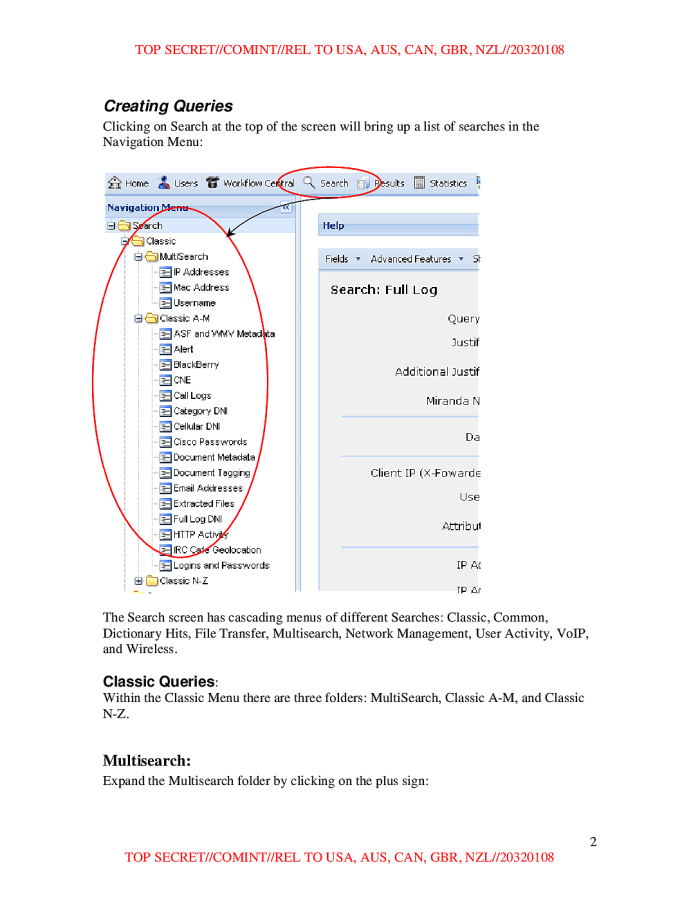 TOP SECRET//COMINT//REL TO USA, AUS, CAN, GBR, NZL//20320108
Creating Queries
Clicking on Search at the top of the screen will bring up a list of searches in the
Navigation Menu:
Home Users Workflow Central Search Results Statistics
Navigation Menu
Search
Classic
MultiSearch
IP Addresses
Mac Address
Username
Classic A-M
ASF and WMV Metadata
Alert
BlackBerry
CNE
Call Logs
Category DNI
Cellular DNI
Cisco Passwords
Document Metadata
Document Tagging
Email Addresses
Extracted Files
Full Log DNI
HTTP Activity
IRC Cafe Geolocation
Logins and Passwords
Classic N-Z
Help
Fields Advanced Features Sh
Search: Full Log
Query
Justif
Additional Justif
Miranda N
Da
Client IP (X-Fowarde
Use
Attribut
IP Ad
IP Ad
The Search screen has cascading menus of different Searches: Classic, Common,
Dictionary Hits, File Transfer, Multisearch, Network Management, User Activity, VoIP,
and Wireless.
Classic Queries:
Within the Classic Menu there are three folders: MultiSearch, Classic A-M, and Classic
N-Z.
Multisearch:
Expand the Multisearch folder by clicking on the plus sign:
2
TOP SECRET//COMINT//REL TO USA, AUS, CAN, GBR, NZL//20320108